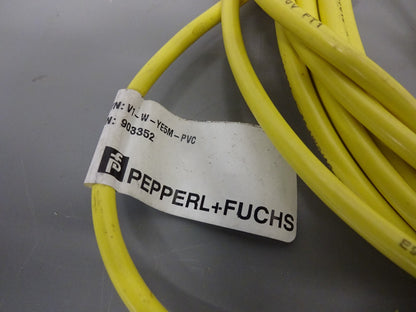 N: V1-W-YE5M-PVC
N: 903352
PEPPERL+FUCHS